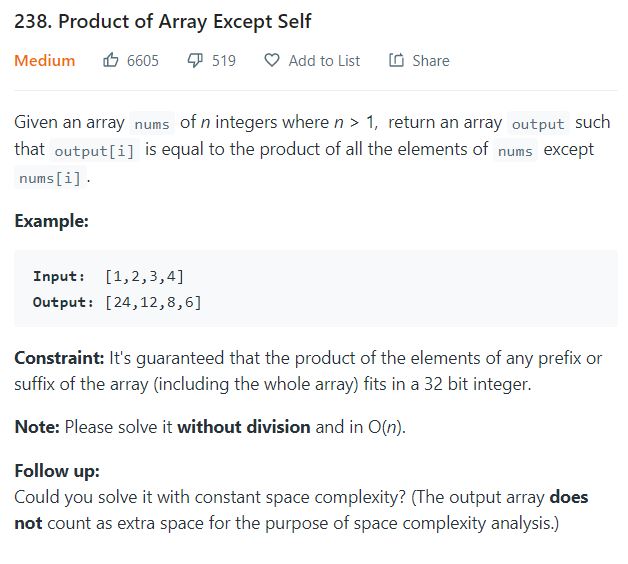 238. Product of Array Except Self
Medium 6605 519 Add to List Share
Given an array nums of n integers where n > 1, return an array output such
that output[i] is equal to the product of all the elements of nums except
nums[i] .
Example:
Input: [1,2,3,4]
Output: [24,12,8,6]
Constraint: It's guaranteed that the product of the elements of any prefix or
suffix of the array (including the whole array) fits in a 32 bit integer.
Note: Please solve it without division and in O(n).
Follow up:
Could you solve it with constant space complexity? (The output array does
not count as extra space for the purpose of space complexity analysis.)